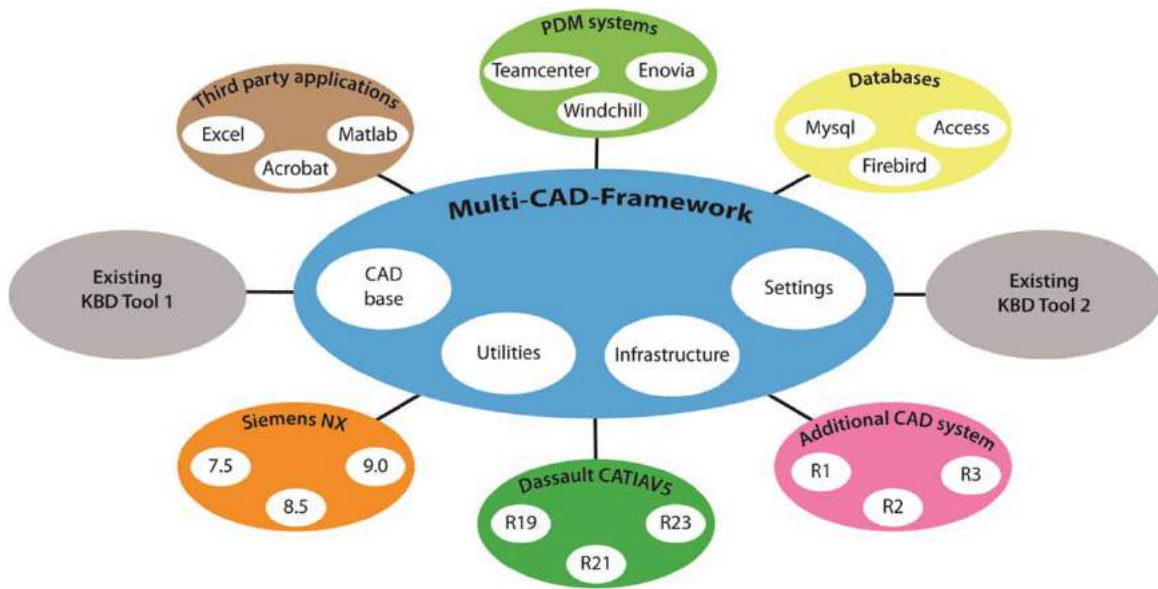 PDM systems
Teamcenter
Enovia
Windchill
Third party applications
Excel
Matlab
Acrobat
Databases
Mysql
Access
Firebird
Multi-CAD-Framework
CAD
base
Utilities
Infrastructure
Settings
Existing
KBD Tool 1
Existing
KBD Tool 2
Siemens NX
7.5
9.0
8.5
Dassault CATIAV5
R19
R23
R21
Additional CAD system
R1
R3
R2